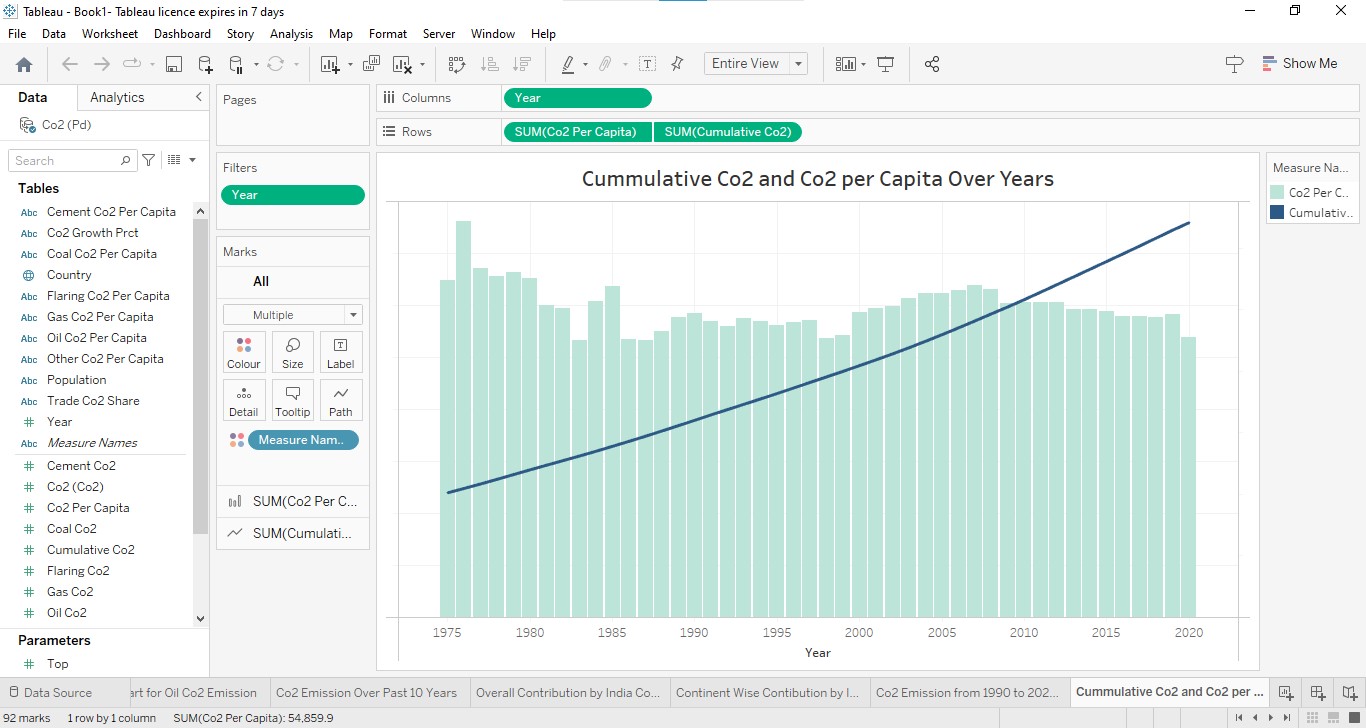 Tableau - Book1- Tableau licence expires in 7 days
File Data Worksheet Dashboard Story Analysis Map Format Server Window Help
Entire View
Show Me
Data Analytics
Co2 (Pd)
Search
Tables
Abc Cement Co2 Per Capita
Abc Co2 Growth Prct
Abc Coal Co2 Per Capita
Country
Abc Flaring Co2 Per Capita
Abc Gas Co2 Per Capita
Abc Oil Co2 Per Capita
Abc Other Co2 Per Capita
Abc Population
Abc Trade Co2 Share
# Year
Abc Measure Names
# Cement Co2
# Co2 (Co2)
# Co2 Per Capita
# Coal Co2
# Cumulative Co2
# Flaring Co2
# Gas Co2
# Oil Co2
Parameters
# Top
Pages
Filters
Year
Marks
All
Multiple
Colour Size Label
Detail Tooltip Path
Measure Nam..
SUM(Co2 Per C...
SUM(Cumulati...
Columns Year
Rows SUM(Co2 Per Capita) SUM(Cumulative Co2)
Cummulative Co2 and Co2 per Capita Over Years
1975 1980 1985 1990 1995 2000 2005 2010 2015 2020
Year
Measure Na...
Co2 Per C..
Cumulativ..
Data Source art for Oil Co2 Emission Co2 Emission Over Past 10 Years Overall Contribution by India Co... Continent Wise Contibution by I... Co2 Emission from 1990 to 202... Cummulative Co2 and Co2 per ...
92 marks 1 row by 1 column SUM(Co2 Per Capita): 54,859.9